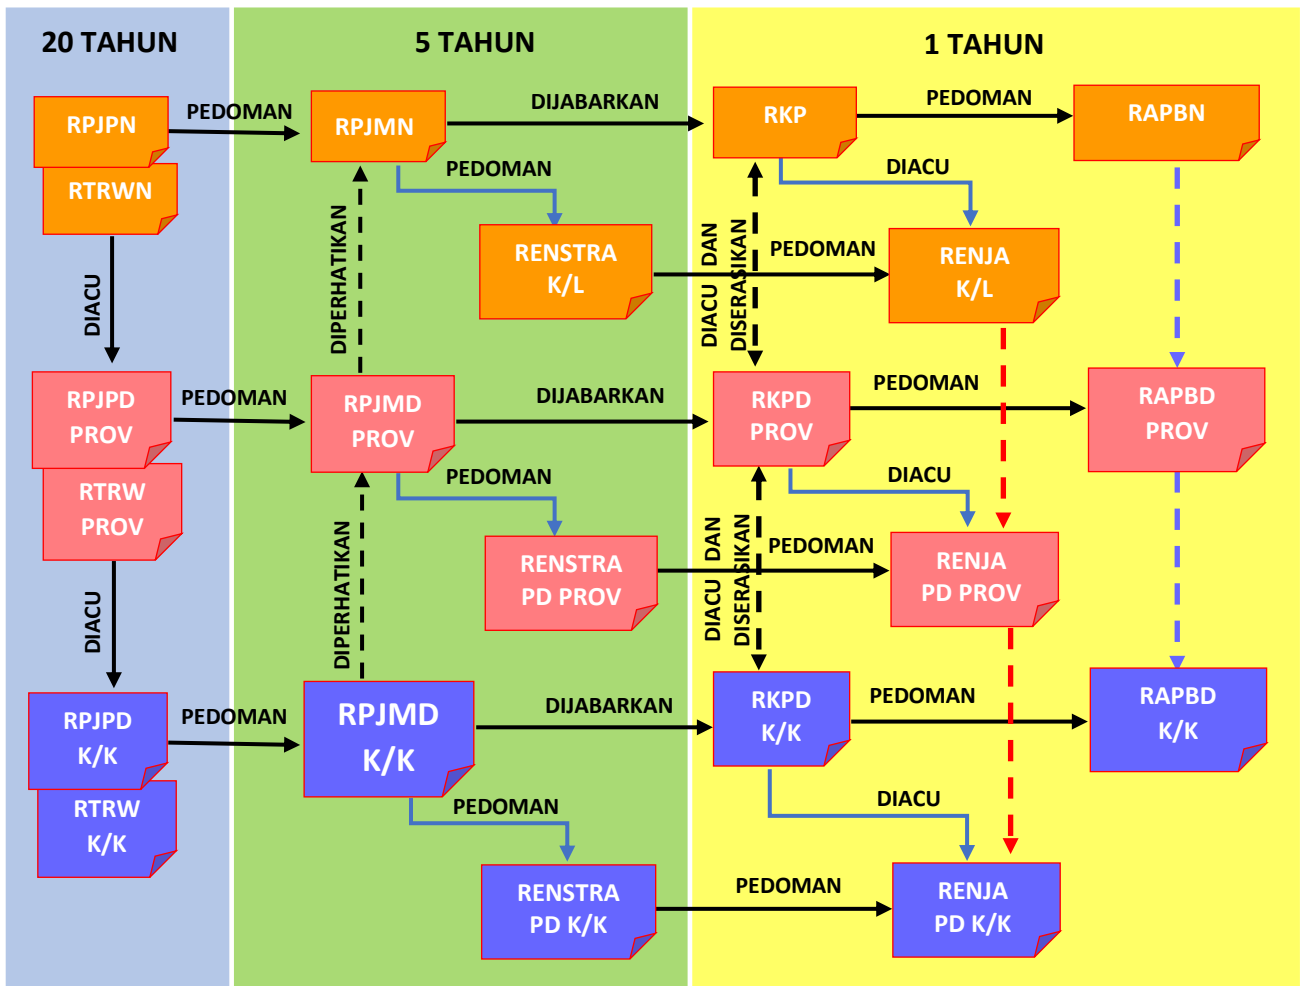 20 TAHUN
5 TAHUN
1 TAHUN
RPJPN
PEDOMAN
RPJMN
DIJABARKAN
RKP
PEDOMAN
RAPBN
RTRWN
PEDOMAN
DIACU
RENSTRA
K/L
PEDOMAN
RENJA
K/L
DIACU
DIPERHATIKAN
DIACU DAN
DISERASIKAN
RPJPD
PROV
PEDOMAN
RPJMD
PROV
DIJABARKAN
RKPD
PROV
PEDOMAN
RAPBD
PROV
RTRW
PROV
PEDOMAN
DIACU
RENSTRA
PD PROV
PEDOMAN
RENJA
PD PROV
DIACU
DIPERHATIKAN
DIACU DAN
DISERASIKAN
RPJPD
K/K
PEDOMAN
RPJMD
K/K
DIJABARKAN
RKPD
K/K
PEDOMAN
RAPBD
K/K
RTRW
K/K
PEDOMAN
DIACU
RENSTRA
PD K/K
PEDOMAN
RENJA
PD K/K